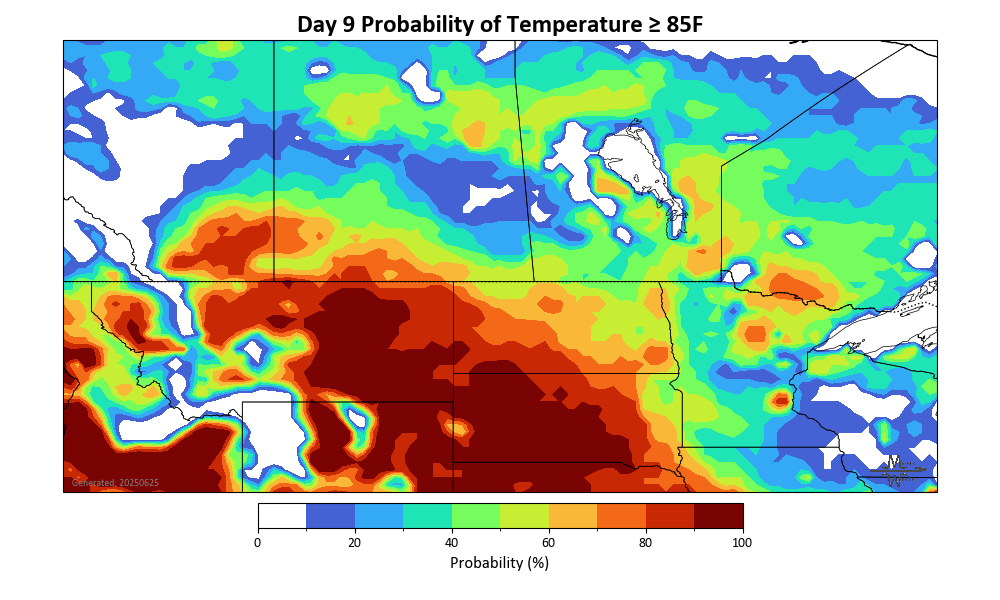 Day 9 Probability of Temperature ≥ 85F
Generated: 20250625
0 20 40 60 80 100
Probability (%)